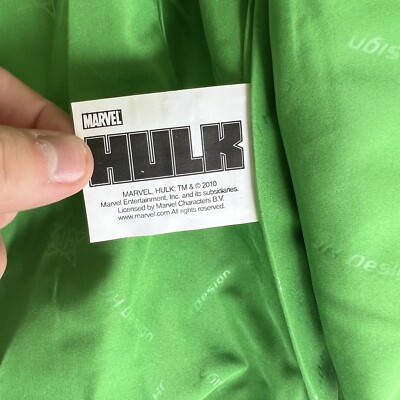 MARVEL
HULK
MARVEL, HULK: TM & © 2010
Marvel Entertainment, Inc. and its subsidiaries.
Licensed by Marvel Characters B.V.
www.marvel.com All rights reserved.
Design